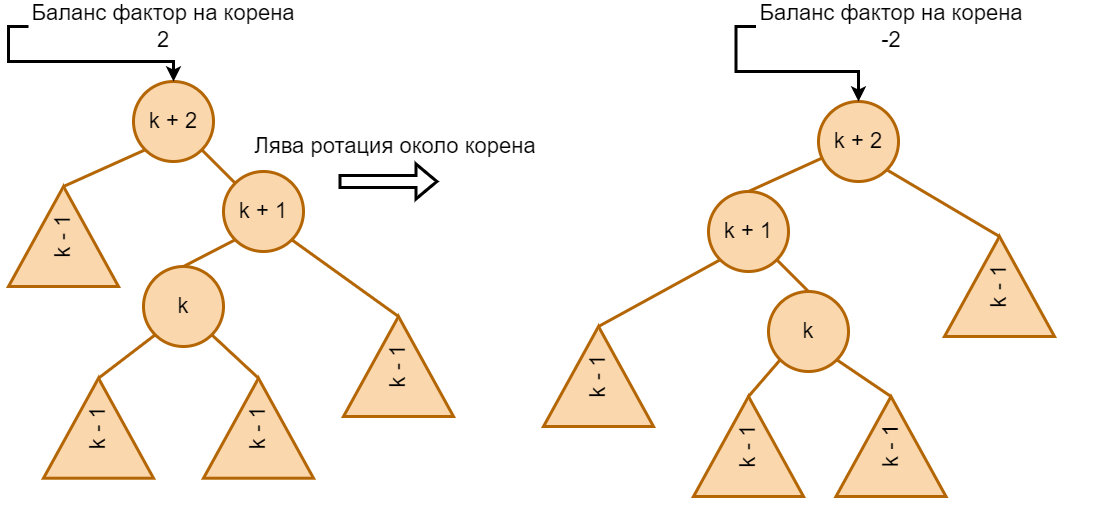 Баланс фактор на корена
2
k + 2
Лява ротация около корена
k - 1
k + 1
k
k - 1
k - 1
k - 1
Баланс фактор на корена
-2
k + 2
k + 1
k - 1
k - 1
k
k - 1
k - 1